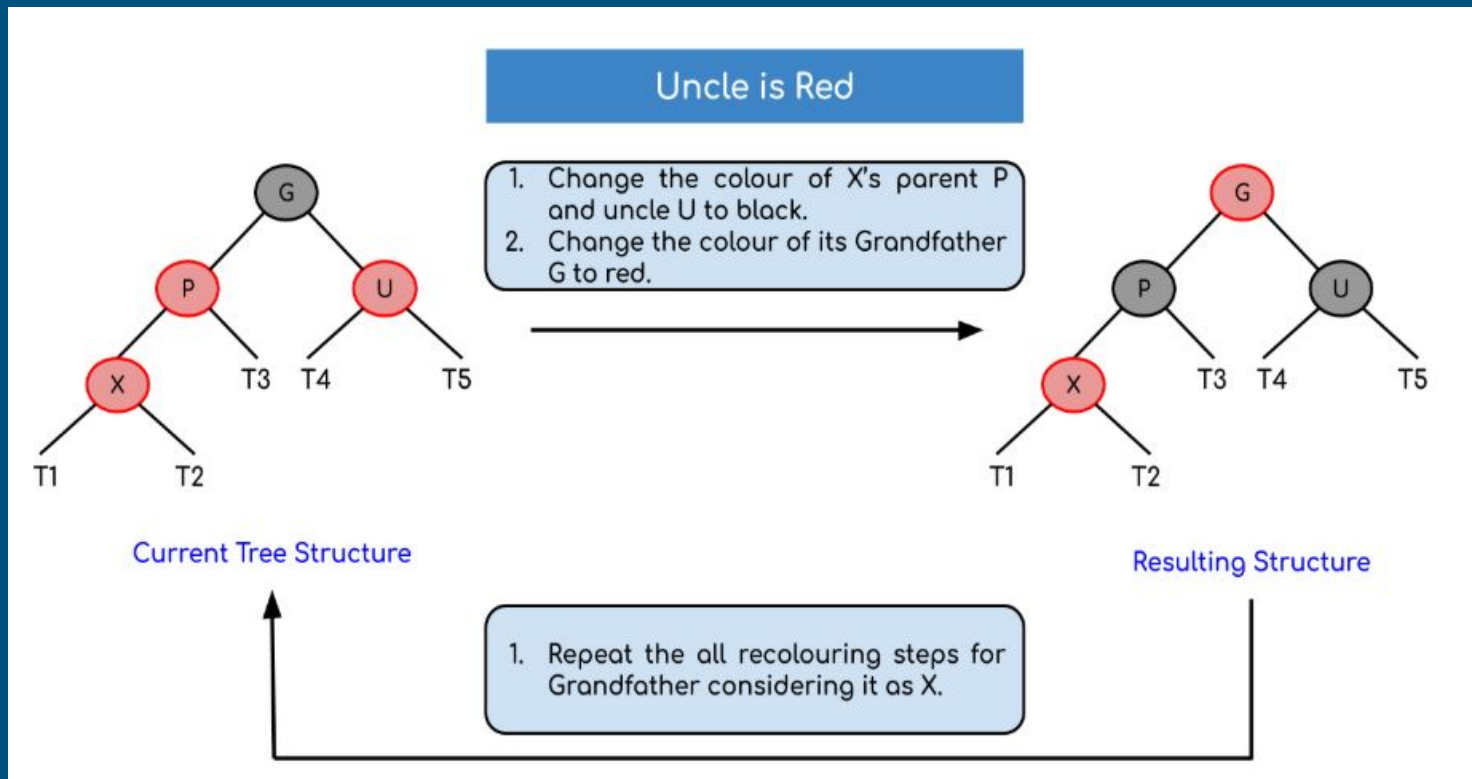 Uncle is Red
1. Change the colour of X's parent P
and uncle U to black.
2. Change the colour of its Grandfather
G to red.
G
P
U
X
T3
T4
T5
T1
T2
Current Tree Structure
G
P
U
X
T3
T4
T5
T1
T2
Resulting Structure
1. Repeat the all recolouring steps for
Grandfather considering it as X.